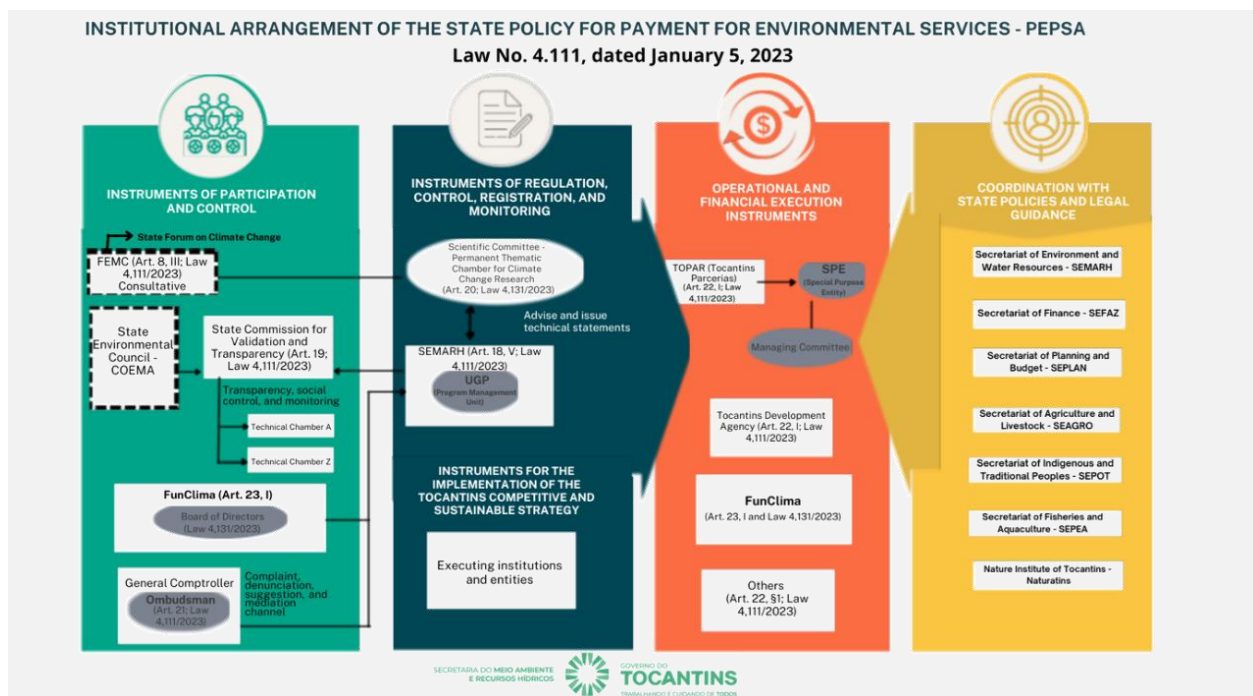 INSTITUTIONAL ARRANGEMENT OF THE STATE POLICY FOR PAYMENT FOR ENVIRONMENTAL SERVICES - PEPSA
Law No. 4.111, dated January 5, 2023
INSTRUMENTS OF PARTICIPATION
AND CONTROL
State Forum on Climate Change
FEMC (Art. 8, III; Law
4,111/2023)
Consultative
State
Environmental
Council -
COEMA
State Commission for
Validation and
Transparency (Art. 19;
Law 4,111/2023)
Transparency, social
control, and monitoring
Technical Chamber A
Technical Chamber Z
FunClima (Art. 23, I)
Board of Directors
(Law 4,131/2023)
General Comptroller
Ombudsman
(Art. 21; Law
4,111/2023)
Complaint,
denunciation,
suggestion, and
mediation
channel
INSTRUMENTS OF REGULATION,
CONTROL, REGISTRATION, AND
MONITORING
Scientific Committee -
Permanent Thematic
Chamber for Climate
Change Research
(Art. 20; Law 4,131/2023)
Advise and issue
technical statements
SEMARH (Art. 18, V; Law
4,111/2023)
UGP
(Program Management
Unit)
INSTRUMENTS FOR THE
IMPLEMENTATION OF THE
TOCANTINS COMPETITIVE AND
SUSTAINABLE STRATEGY
Executing institutions
and entities
OPERATIONAL AND
FINANCIAL EXECUTION
INSTRUMENTS
TOPAR (Tocantins
Parcerias)
(Art. 22, I; Law
4,111/2023)
SPE
(Special Purpose
Entity)
Managing Committee
Tocantins Development
Agency (Art. 22, I; Law
4,111/2023)
FunClima
(Art. 23, I and Law 4,131/2023)
Others
(Art. 22, §1; Law
4,111/2023)
COORDINATION WITH
STATE POLICIES AND LEGAL
GUIDANCE
Secretariat of Environment and
Water Resources - SEMARH
Secretariat of Finance - SEFAZ
Secretariat of Planning and
Budget - SEPLAN
Secretariat of Agriculture and
Livestock - SEAGRO
Secretariat of Indigenous and
Traditional Peoples - SEPOT
Secretariat of Fisheries and
Aquaculture - SEPEA
Nature Institute of Tocantins -
Naturatins
SECRETARIA DO MEIO AMBIENTE
E RECURSOS HÍDRICOS
GOVERNO DO
TOCANTINS
TRABALHANDO E CUIDANDO DE TODOS